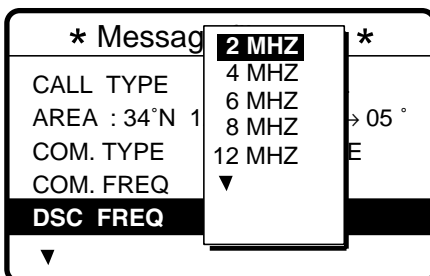 * Messag *
CALL TYPE
AREA : 34°N 1 → 05 °
COM. TYPE E
COM. FREQ
DSC FREQ
▼
2 MHZ
4 MHZ
6 MHZ
8 MHZ
12 MHZ
▼